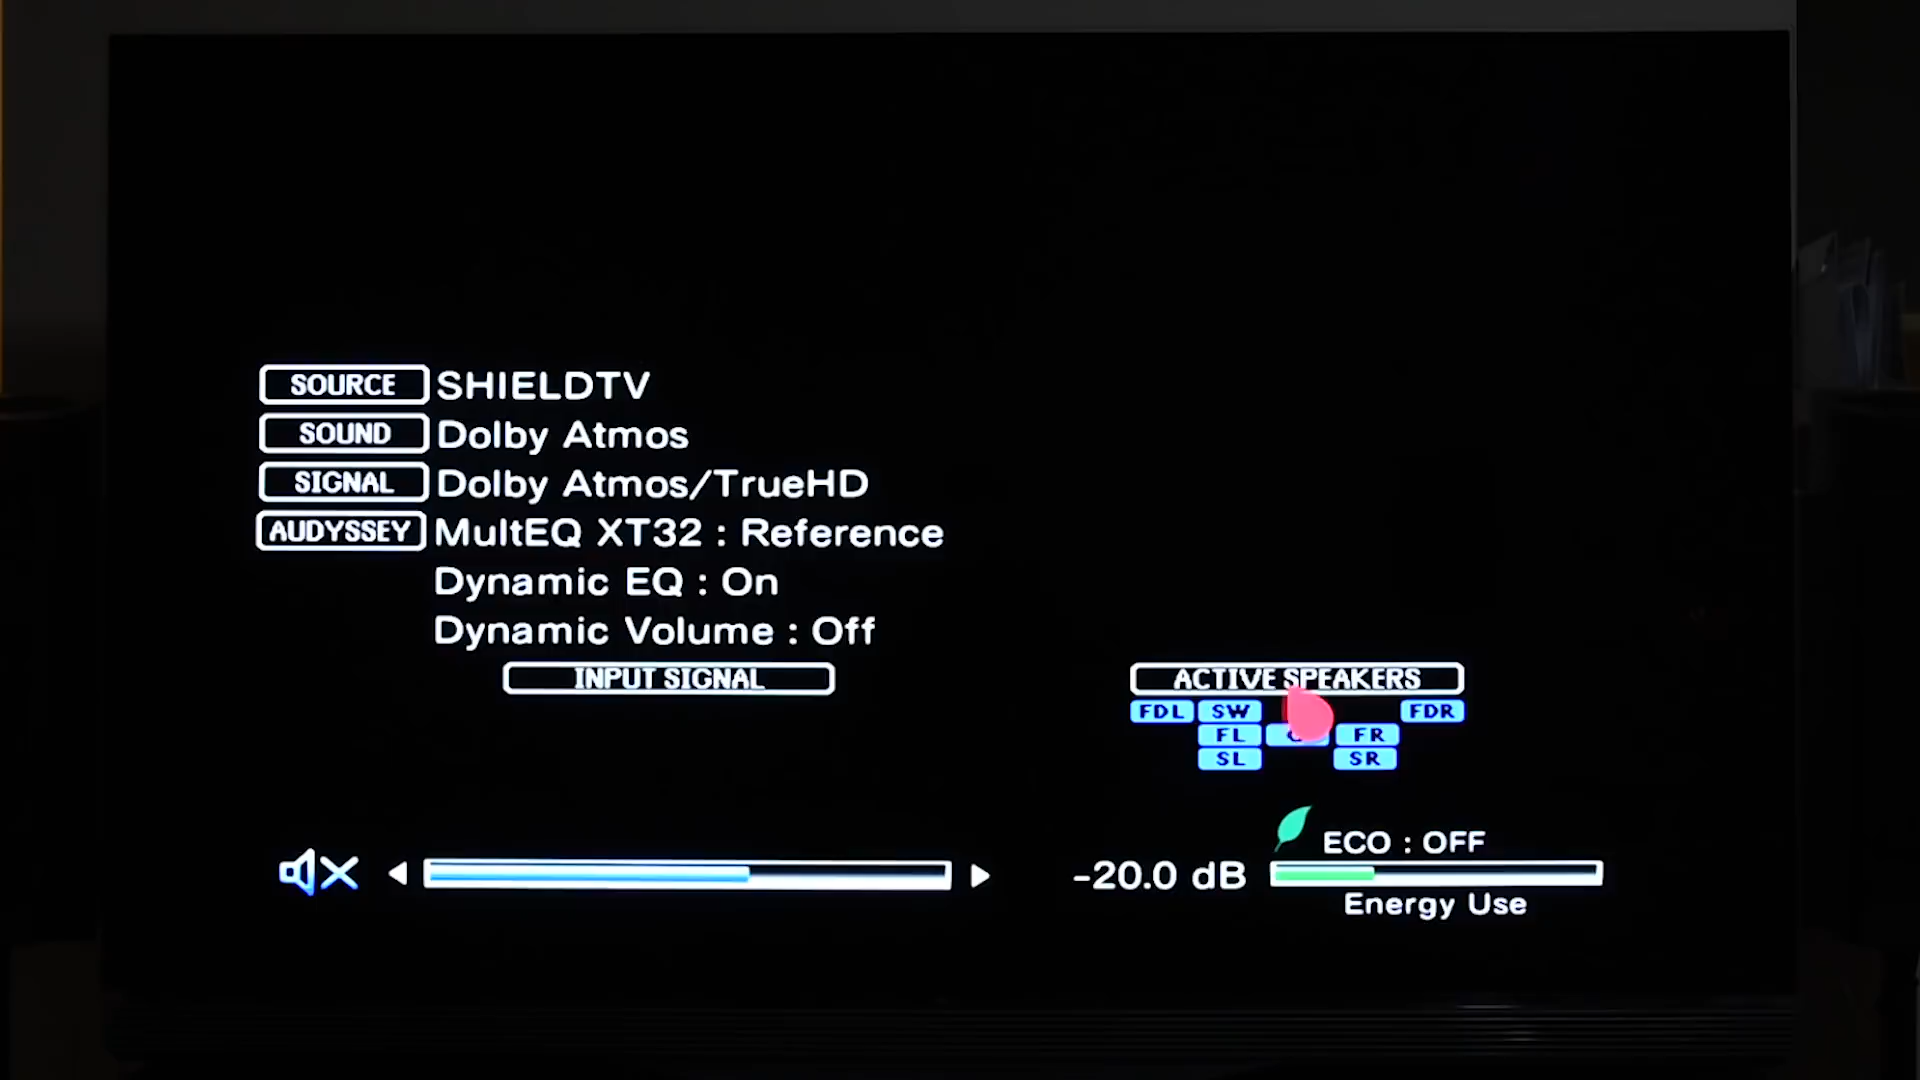 SOURCE SHIELDTV
SOUND Dolby Atmos
SIGNAL Dolby Atmos/TrueHD
AUDYSSEY MultEQ XT32 : Reference
Dynamic EQ : On
Dynamic Volume : Off
INPUT SIGNAL
ACTIVE SPEAKERS
FDL SW FDR
FL FR
SL SR
ECO : OFF
-20.0 dB
Energy Use